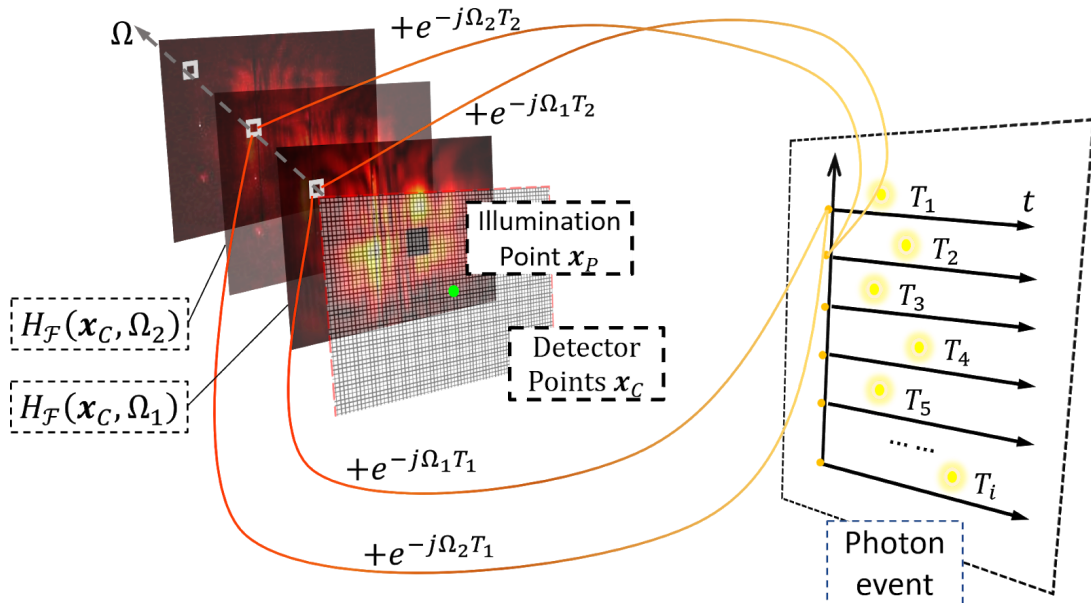 Ω
+e^{-jΩ₂T₂}
+e^{-jΩ₁T₂}
Illumination
Point x_P
H_ℱ(x_C, Ω₂)
H_ℱ(x_C, Ω₁)
Detector
Points x_C
+e^{-jΩ₁T₁}
+e^{-jΩ₂T₁}
T₁
t
T₂
T₃
T₄
T₅
... ...
T_i
Photon
event